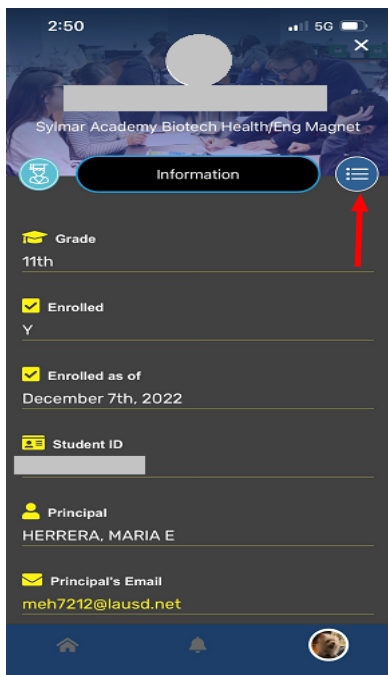 2:50
5G
Sylmar Academy Biotech Health/Eng Magnet
Information
Grade
11th
Enrolled
Y
Enrolled as of
December 7th, 2022
Student ID
Principal
HERRERA, MARIA E
Principal's Email
meh7212@lausd.net